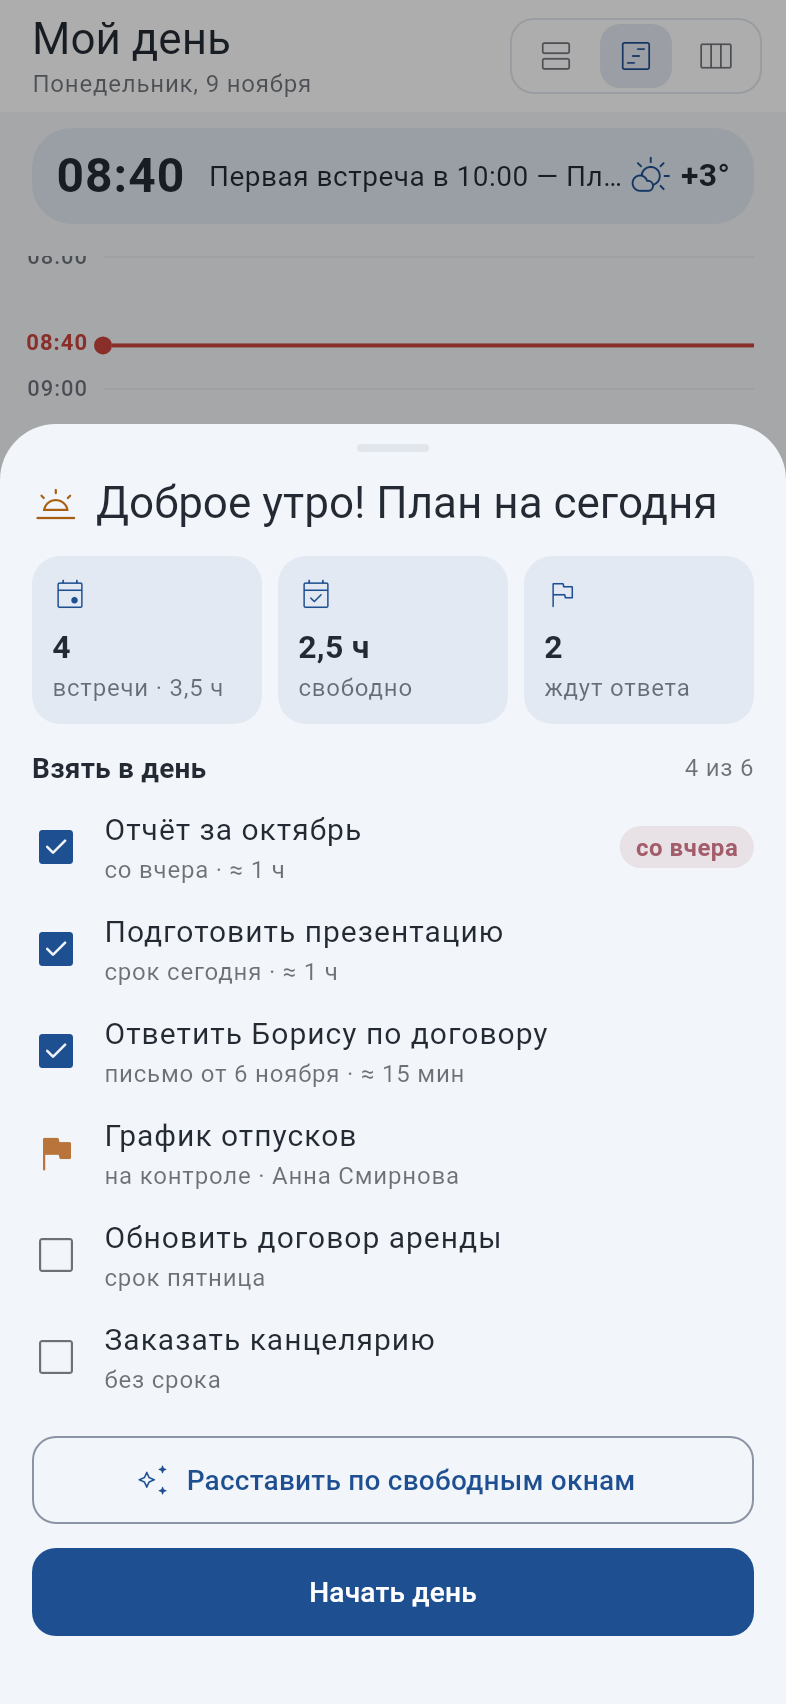 Мой день
Понедельник, 9 ноября
08:40
Первая встреча в 10:00 — Пл…
+3°
08:00
08:40
09:00
Доброе утро! План на сегодня
4
встречи · 3,5 ч
2,5 ч
свободно
2
ждут ответа
Взять в день
4 из 6
Отчёт за октябрь
со вчера · ≈ 1 ч
со вчера
Подготовить презентацию
срок сегодня · ≈ 1 ч
Ответить Борису по договору
письмо от 6 ноября · ≈ 15 мин
График отпусков
на контроле · Анна Смирнова
Обновить договор аренды
срок пятница
Заказать канцелярию
без срока
Расставить по свободным окнам
Начать день